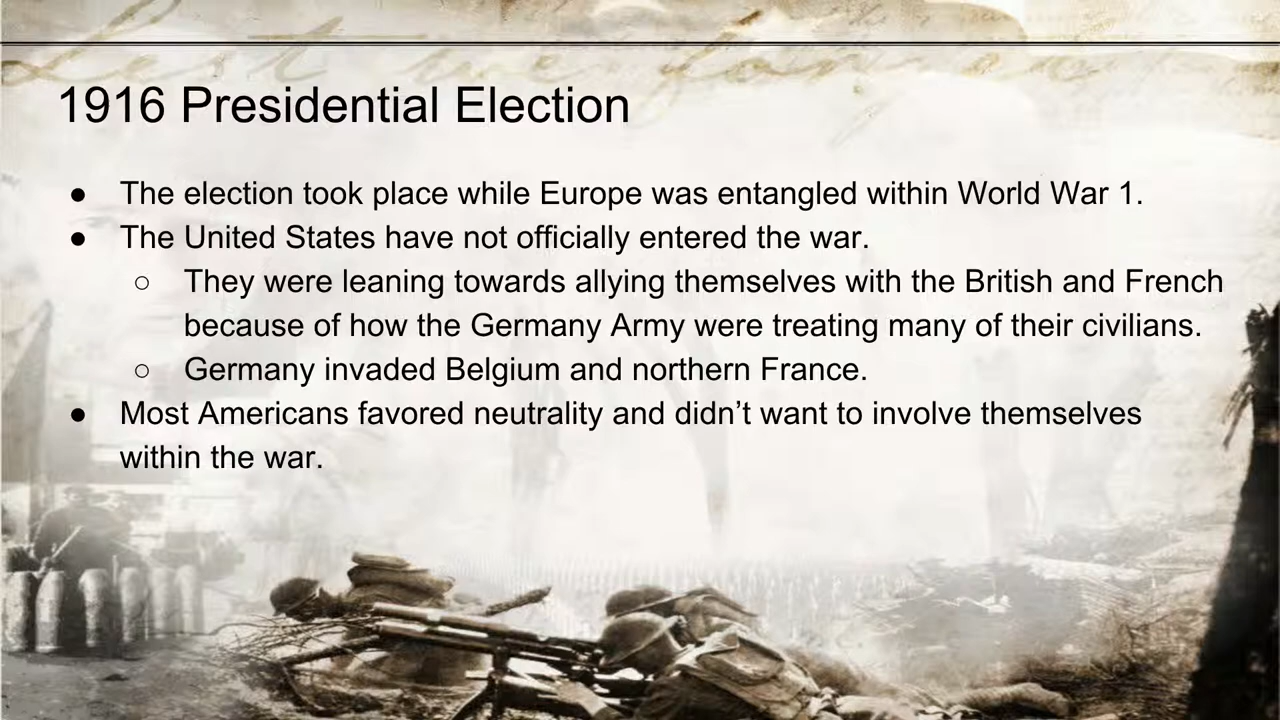 Lest we forget
1916 Presidential Election
● The election took place while Europe was entangled within World War 1.
● The United States have not officially entered the war.
○ They were leaning towards allying themselves with the British and French
because of how the Germany Army were treating many of their civilians.
○ Germany invaded Belgium and northern France.
● Most Americans favored neutrality and didn’t want to involve themselves
within the war.